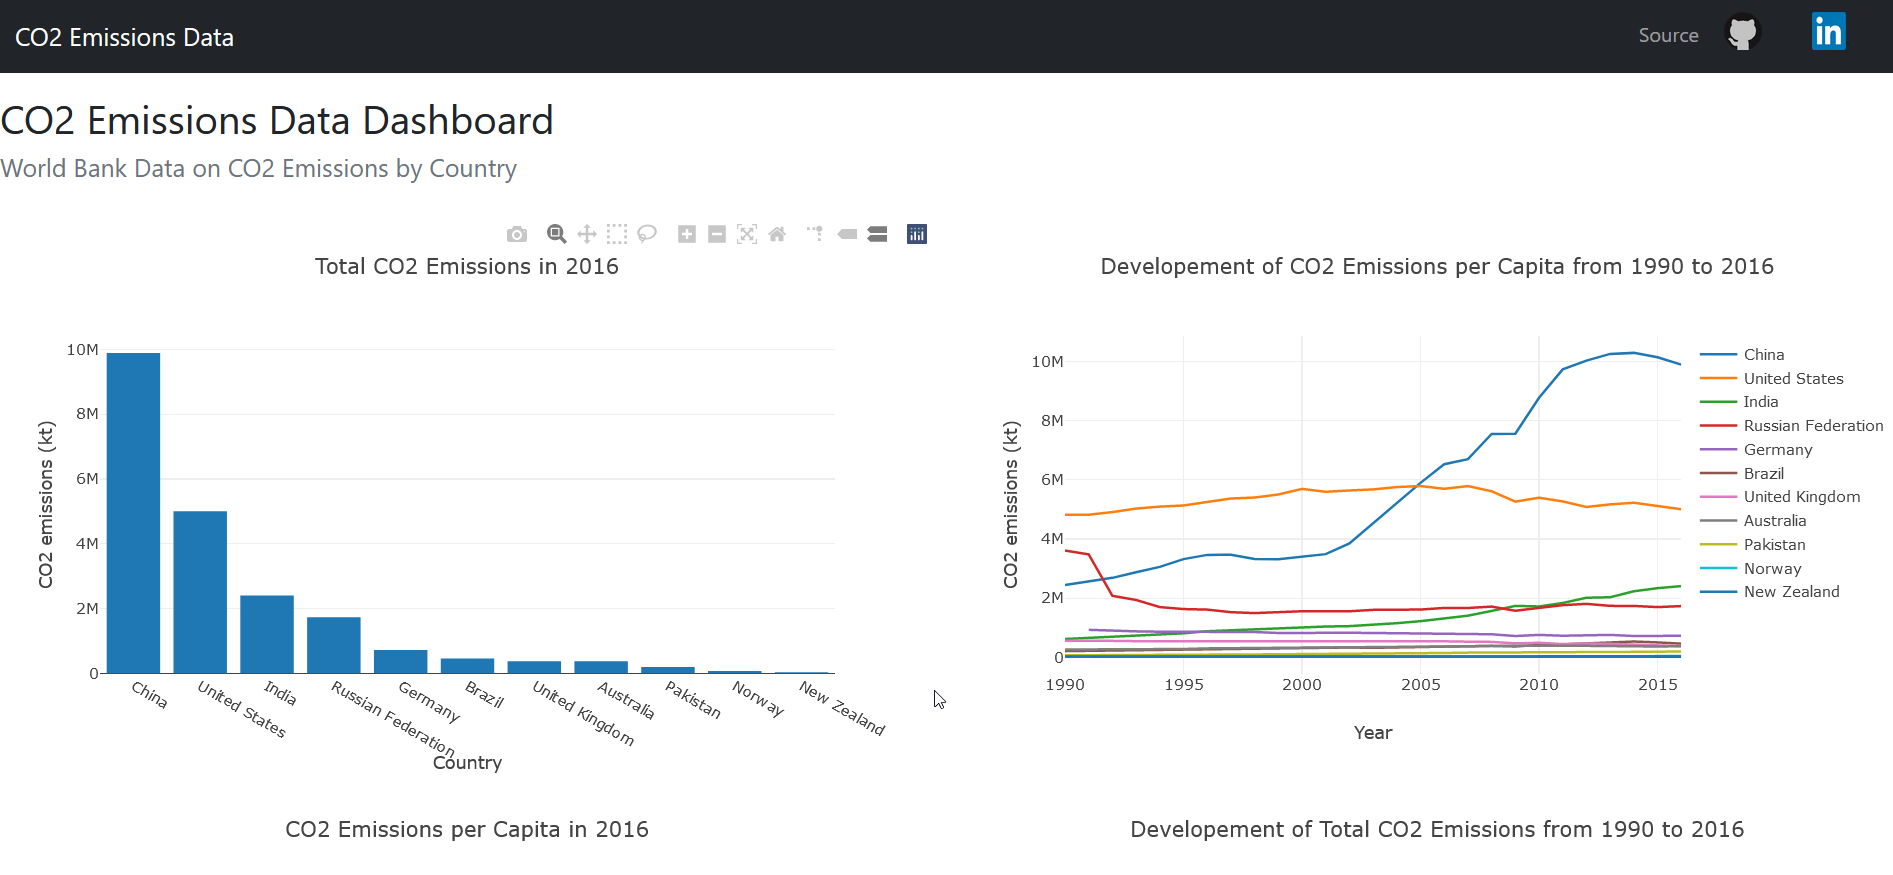 CO2 Emissions Data
Source
in
CO2 Emissions Data Dashboard
World Bank Data on CO2 Emissions by Country
Total CO2 Emissions in 2016
10M
8M
6M
4M
2M
0
CO2 emissions (kt)
China
United States
India
Russian Federation
Germany
Brazil
United Kingdom
Australia
Pakistan
Norway
New Zealand
Country
Developement of CO2 Emissions per Capita from 1990 to 2016
10M
8M
6M
4M
2M
0
CO2 emissions (kt)
1990
1995
2000
2005
2010
2015
Year
China
United States
India
Russian Federation
Germany
Brazil
United Kingdom
Australia
Pakistan
Norway
New Zealand
CO2 Emissions per Capita in 2016
Developement of Total CO2 Emissions from 1990 to 2016